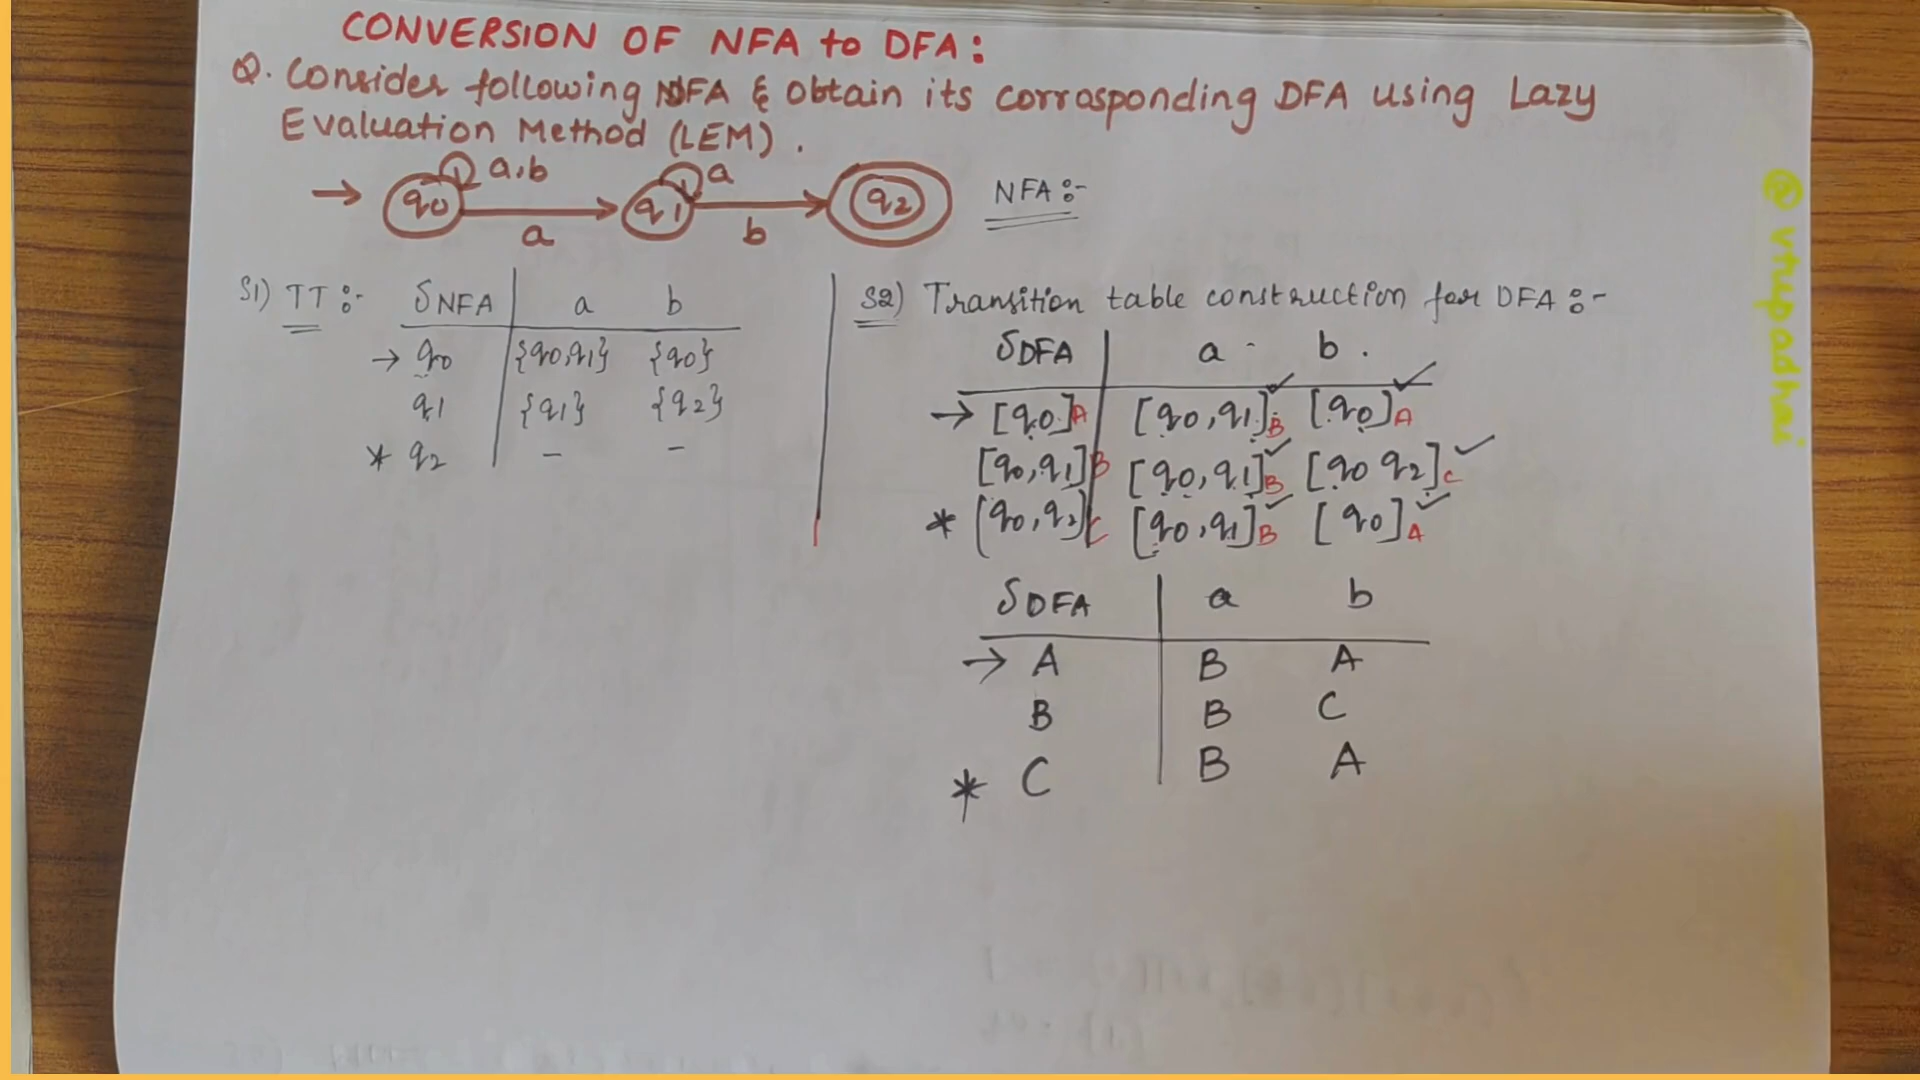 CONVERSION OF NFA to DFA:
Q. Consider following NFA & obtain its corrosponding DFA using Lazy
Evaluation Method (LEM).
a,b
a
→ q0
q1
q2
a
b
NFA:-
S1) TT:-
δNFA a b
→ q0 {q0,q1} {q0}
q1 {q1} {q2}
* q2 - -
S2) Transition table construction for DFA:-
δDFA a b
→ [q0]A [q0,q1]B ✓ [q0]A ✓
[q0,q1]B [q0,q1]B ✓ [q0 q2]C ✓
* [q0,q2]C [q0,q1]B ✓ [q0]A ✓
δDFA a b
→ A B A
B B C
* C B A
@vtupadhai